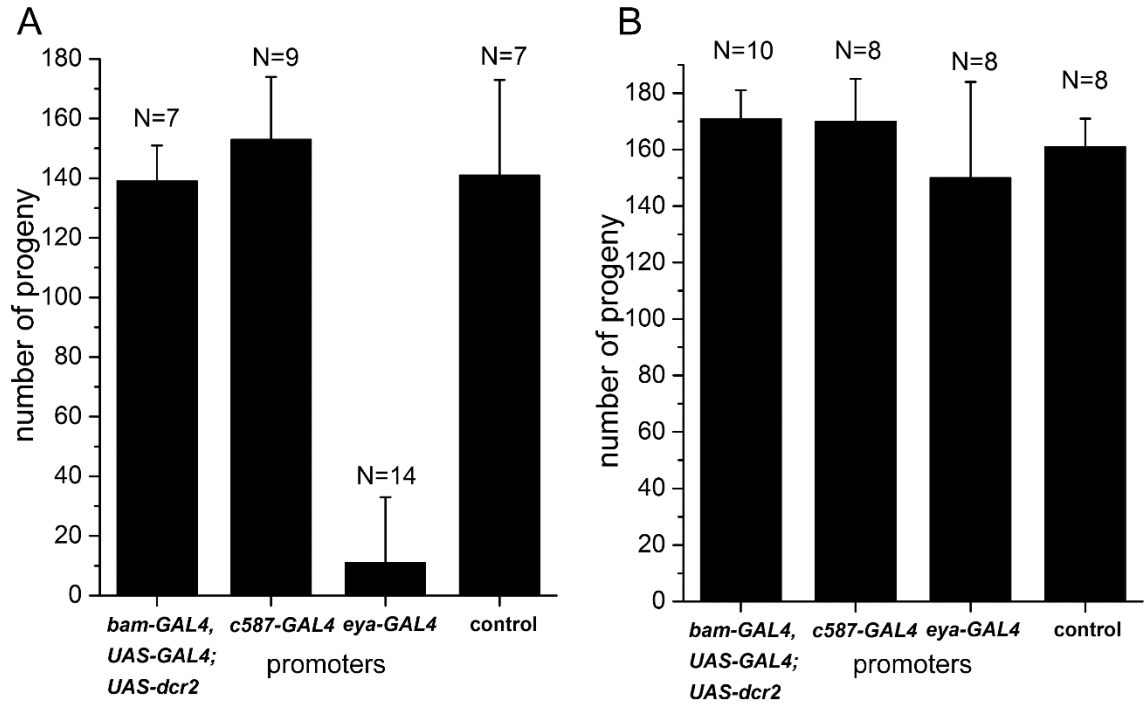 A
number of progeny
180
160
140
120
100
80
60
40
20
0
N=7
N=9
N=14
N=7
bam-GAL4,
UAS-GAL4;
UAS-dcr2
c587-GAL4
eya-GAL4
control
promoters
B
number of progeny
180
160
140
120
100
80
60
40
20
0
N=10
N=8
N=8
N=8
bam-GAL4,
UAS-GAL4;
UAS-dcr2
c587-GAL4
eya-GAL4
control
promoters